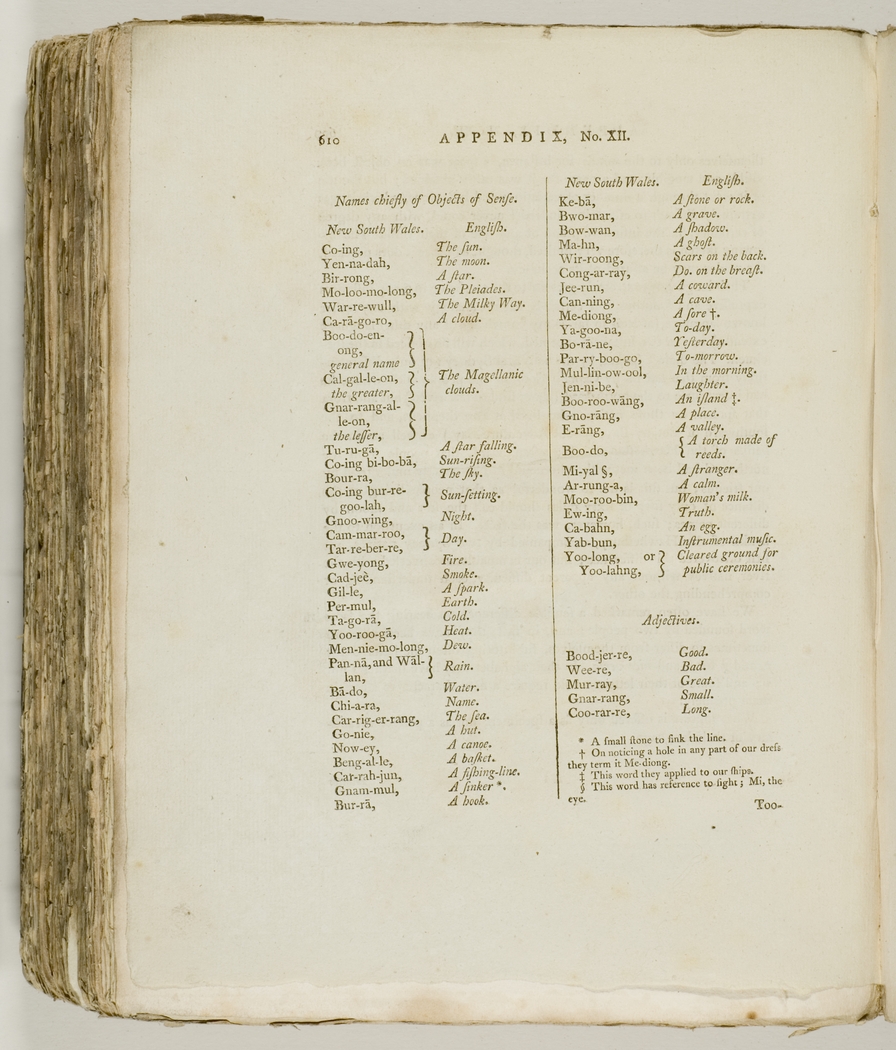 610 APPENDIX, No. XII.
Names chiefly of Objects of Senſe.
New South Wales. Engliſh.
Co-ing, The ſun.
Yen-na-dah, The moon.
Bir-rong, A ſtar.
Mo-loo-mo-long, The Pleiades.
War-re-wull, The Milky Way.
Ca-rā-go-ro, A cloud.
Boo-do-en-
ong,
general name
Cal-gal-le-on, The Magellanic
the greater, clouds.
Gnar-rang-al-
le-on,
the leſſer,
Tu-ru-gā, A ſtar falling.
Co-ing bi-bo-bā, Sun-riſing.
Bour-ra, The ſky.
Co-ing bur-re- Sun-ſetting.
goo-lah,
Gnoo-wing, Night.
Cam-mar-roo, Day.
Tar-re-ber-re,
Gwe-yong, Fire.
Cad-jeè, Smoke.
Gil-le, A ſpark.
Per-mul, Earth.
Ta-go-rā, Cold.
Yoo-roo-gā, Heat.
Men-nie-mo-long, Dew.
Pan-nā, and Wāl- Rain.
lan,
Bā-do, Water.
Chi-a-ra, Name.
Car-rig-er-rang, The ſea.
Go-nie, A hut.
Now-ey, A canoe.
Beng-al-le, A baſket.
Car-rah-jun, A fiſhing-line.
Gnam-mul, A ſinker *.
Bur-rā, A hook.
New South Wales. Engliſh.
Ke-bā, A ſtone or rock.
Bwo-mar, A grave.
Bow-wan, A ſhadow.
Ma-hn, A ghoſt.
Wir-roong, Scars on the back.
Cong-ar-ray, Do. on the breaſt.
Jee-run, A coward.
Can-ning, A cave.
Me-diong, A ſore †.
Ya-goo-na, To-day.
Bo-rā-ne, Yeſterday.
Par-ry-boo-go, To-morrow.
Mul-lin-ow-ool, In the morning.
Jen-ni-be, Laughter.
Boo-roo-wāng, An iſland ‡.
Gno-rāng, A place.
E-rāng, A valley.
Boo-do, A torch made of
reeds.
Mi-yal §, A ſtranger.
Ar-rung-a, A calm.
Moo-roo-bin, Woman's milk.
Ew-ing, Truth.
Ca-bahn, An egg.
Yab-bun, Inſtrumental muſic.
Yoo-long, or Cleared ground for
Yoo-lahng, public ceremonies.
Adjectives.
Bood-jer-re, Good.
Wee-re, Bad.
Mur-ray, Great.
Gnar-rang, Small.
Coo-rar-re, Long.
* A ſmall ſtone to ſink the line.
† On noticing a hole in any part of our dreſs
they term it Me-diong.
‡ This word they applied to our ſhips.
§ This word has reference to ſight; Mi, the
eye.
Too-